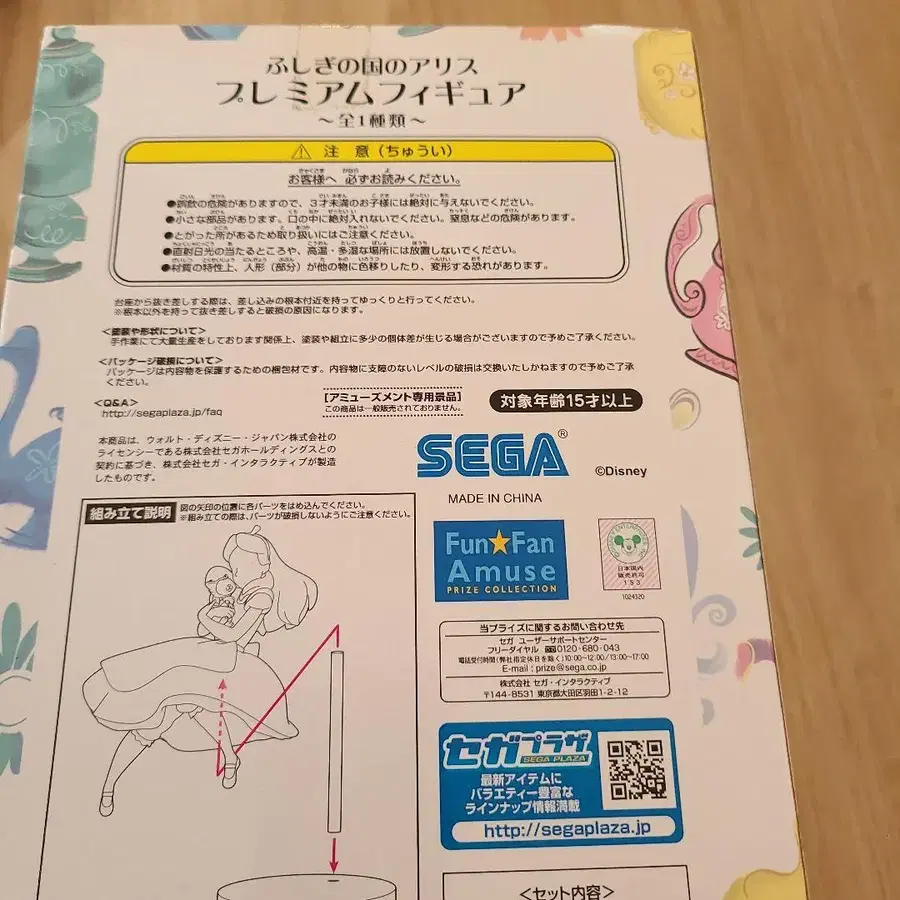 ふしぎの国のアリス
プレミアムフィギュア
～全1種類～
⚠ 注 意（ちゅうい）
お客様へ 必ずお読みください。
●誤飲の危険がありますので、3才未満のお子様には絶対に与えないでください。
●小さな部品があります、口の中に絶対入れないでください。窒息などの危険があります。
●とがった所があるため取り扱いにはご注意ください。
●直射日光の当たるところや、高温・多湿な場所には放置しないでください。
●材質の特性上、人形（部分）が他の物に色移りしたり、変形する恐れがあります。
台座から抜き差しする際は、差し込みの根本付近を持ってゆっくりと行ってください。
※根本以外を持って抜き差しすると破損の原因になります。
＜塗装や形状について＞
手作業にて大量生産をしております関係上、塗装や組立に多少の個体差が生じる場合がございますので予めご了承ください。
＜パッケージ破損について＞
パッケージは内容物を保護するための梱包材です。内容物に支障のないレベルの破損は交換いたしかねますので予めご了承
ください。
＜Q&A＞
http://segaplaza.jp/faq
［アミューズメント専用景品］
この商品は一般販売されておりません。
対象年齢15才以上
本商品は、ウォルト・ディズニー・ジャパン株式会社の
ライセンシーである株式会社セガホールディングスとの
契約に基づき、株式会社セガ・インタラクティブが製造
したものです。
SEGA®
©Disney
MADE IN CHINA
組み立て説明
図の矢印の位置に各パーツをはめ込んでください。
※組み立ての際は、パーツが破損しないようにご注意ください。
Fun★Fan
Amuse
PRIZE COLLECTION
日本国内
販売許可
153
1024320
当プライズに関するお問い合わせ先
セガ ユーザーサポートセンター
フリーダイヤル 0120-680-043
電話受付時間（弊社指定休日を除く）10:00~12:00/13:00~17:00
E-mail : prize@sega.co.jp
株式会社 セガ・インタラクティブ
〒144-8531 東京都大田区羽田1-2-12
セガプラザ
SEGA PLAZA
最新アイテムに
バラエティー豊富な
ラインナップ情報満載
http://segaplaza.jp
＜セット内容＞